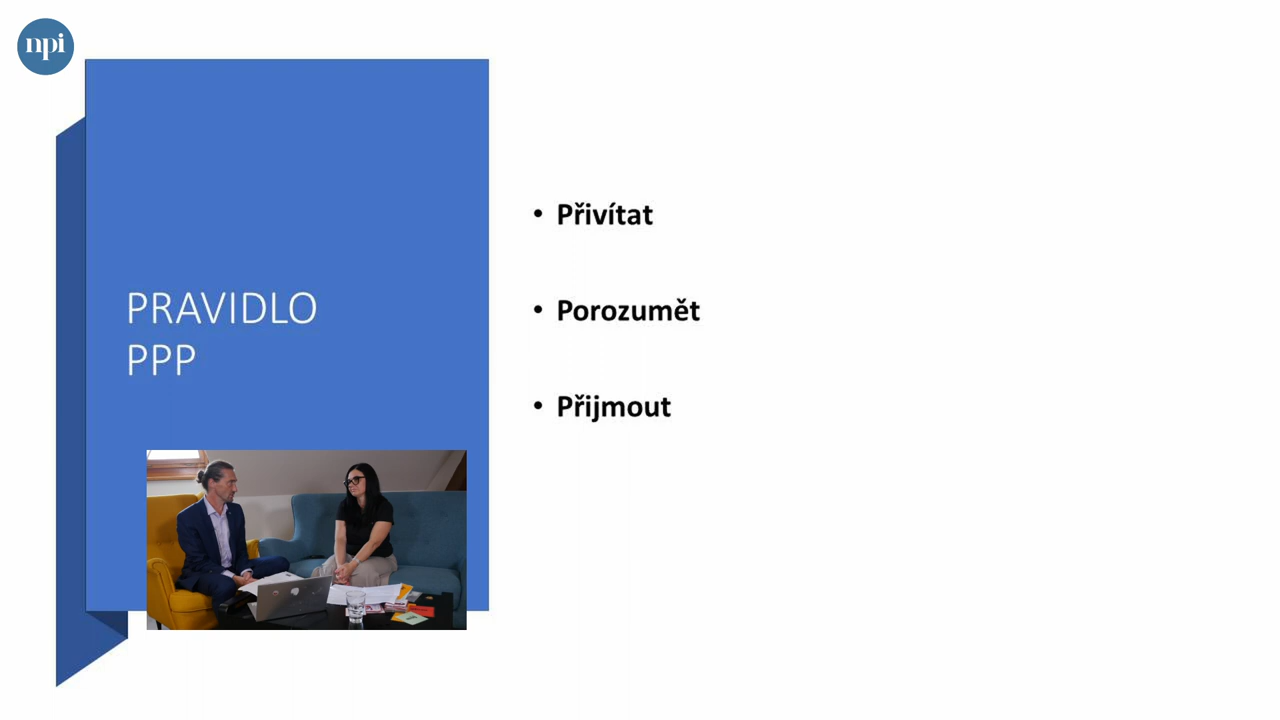 npi
PRAVIDLO
PPP
• Přivítat
• Porozumět
• Přijmout